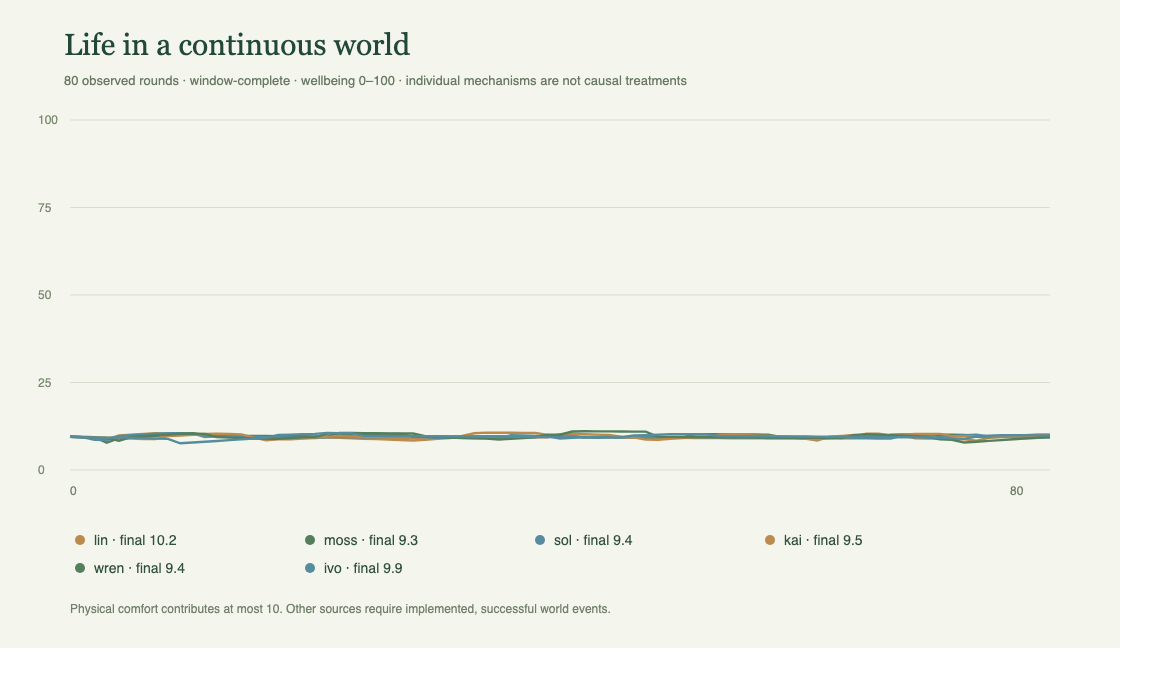 Life in a continuous world
80 observed rounds · window-complete · wellbeing 0–100 · individual mechanisms are not causal treatments
100
75
50
25
0
0 80
lin · final 10.2 moss · final 9.3 sol · final 9.4 kai · final 9.5
wren · final 9.4 ivo · final 9.9
Physical comfort contributes at most 10. Other sources require implemented, successful world events.